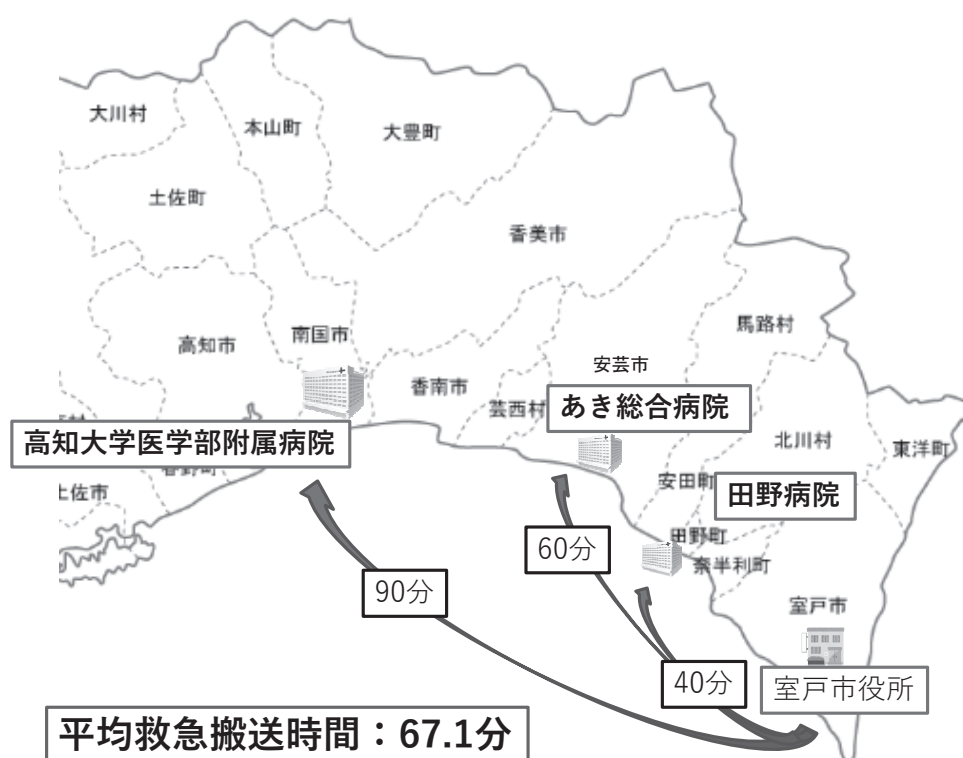 大川村
本山町
大豊町
土佐町
香美市
馬路村
高知市
南国市
安芸市
香南市
芸西村
あき総合病院
高知大学医学部附属病院
北川村
東洋町
春野町
土佐市
安田町
田野病院
田野町
奈半利町
60分
90分
室戸市
40分
室戸市役所
平均救急搬送時間：67.1分